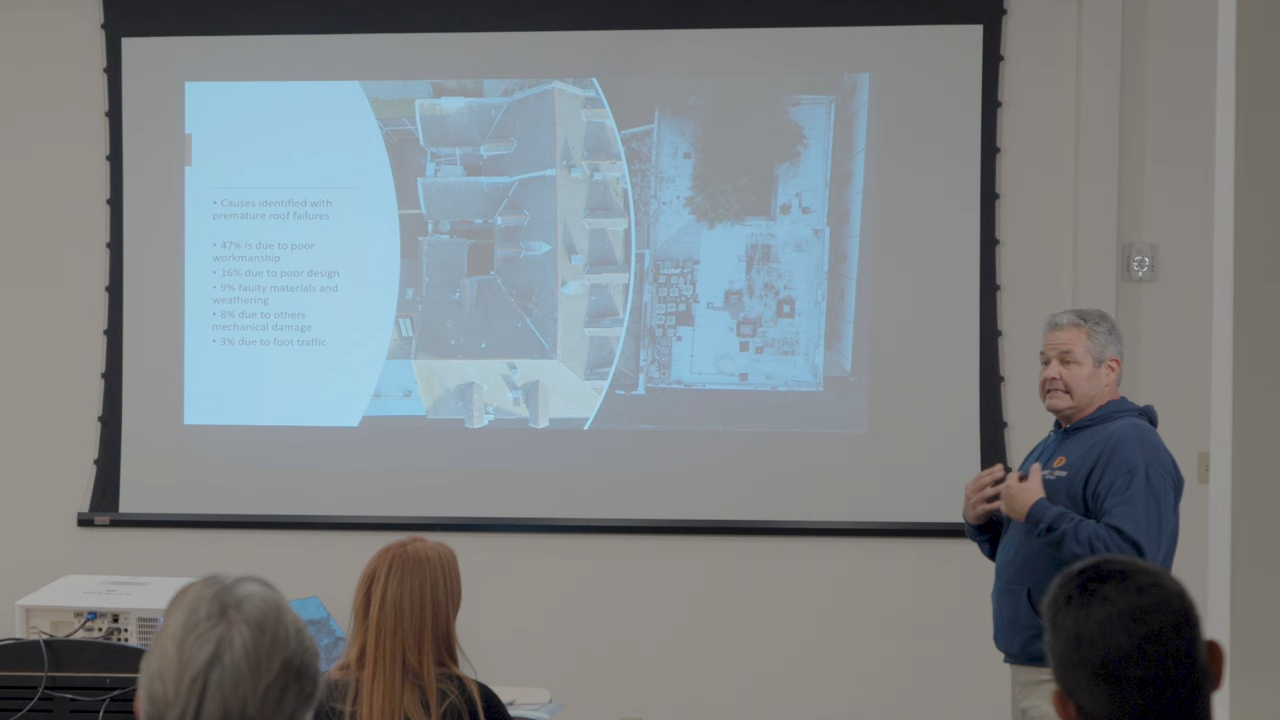 • Causes identified with
premature roof failures
• 47% is due to poor
workmanship
• 16% due to poor design
• 9% faulty materials and
weathering
• 8% due to others
mechanical damage
• 3% due to foot traffic